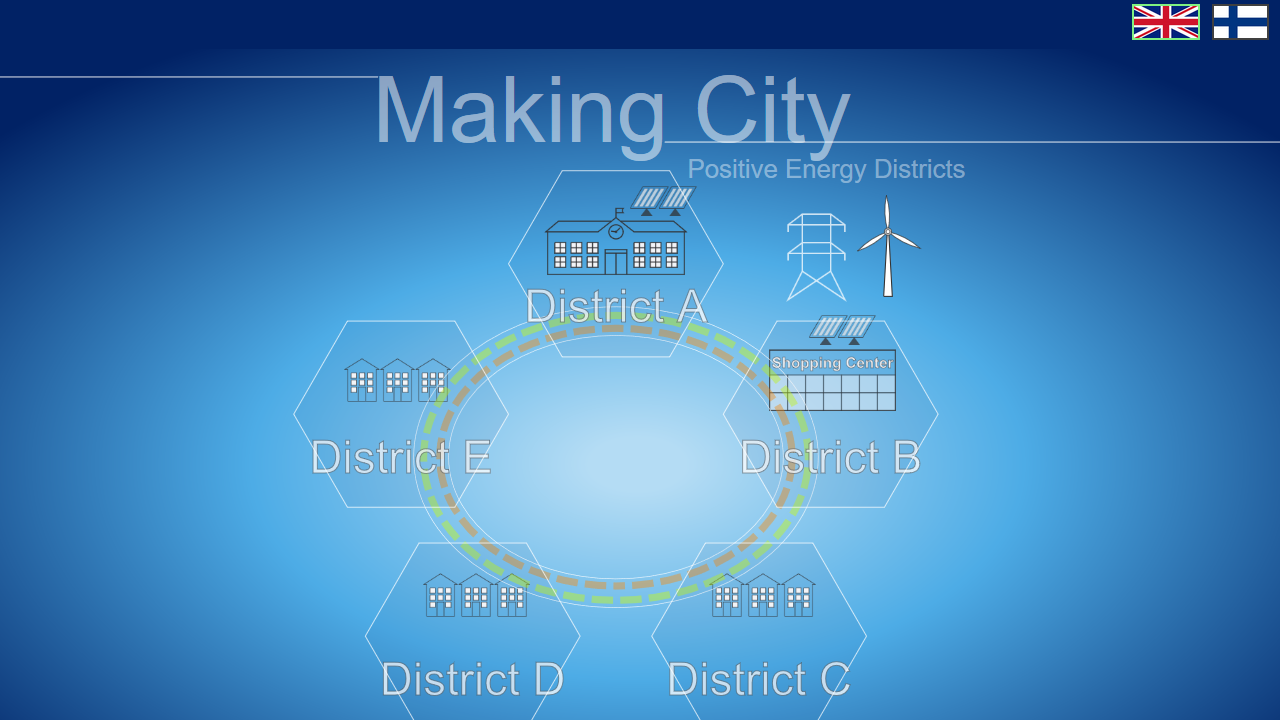 Making City
Positive Energy Districts
District A
Shopping Center
District E
District B
District D
District C